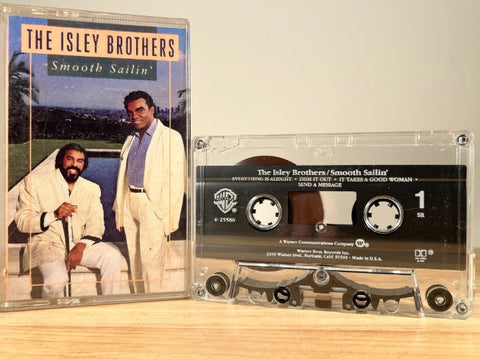 THE ISLEY BROTHERS
Smooth Sailin'
The Isley Brothers/Smooth Sailin'
EVERYTHING IS ALRIGHT • DISH IT OUT • IT TAKES A GOOD WOMAN •
SEND A MESSAGE
4-25586
1
SR
A Warner Communications Company
Warner Bros. Records Inc.
3300 Warner Blvd., Burbank, Calif. 91510 • Made in U.S.A.